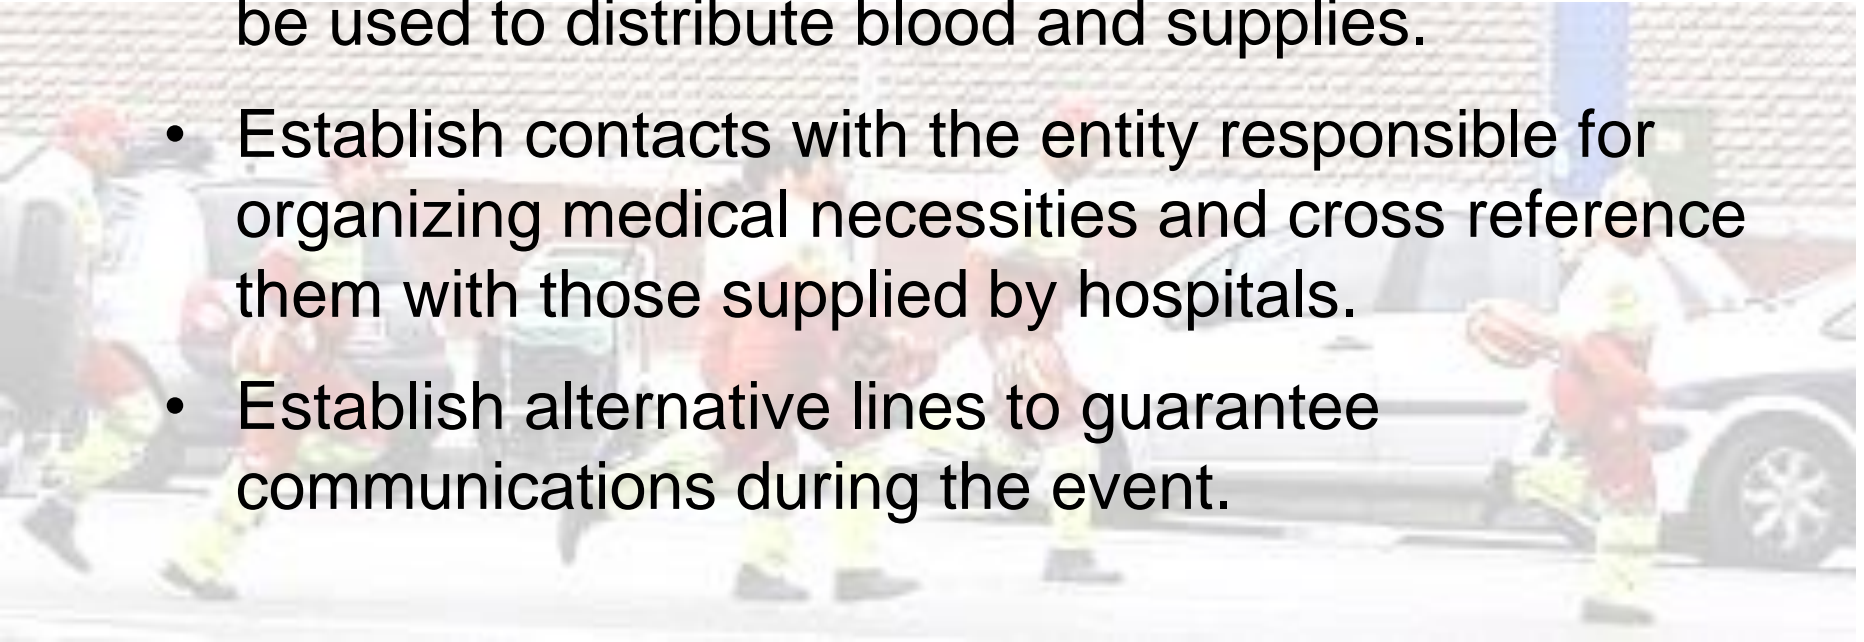 be used to distribute blood and supplies.
• Establish contacts with the entity responsible for
organizing medical necessities and cross reference
them with those supplied by hospitals.
• Establish alternative lines to guarantee
communications during the event.